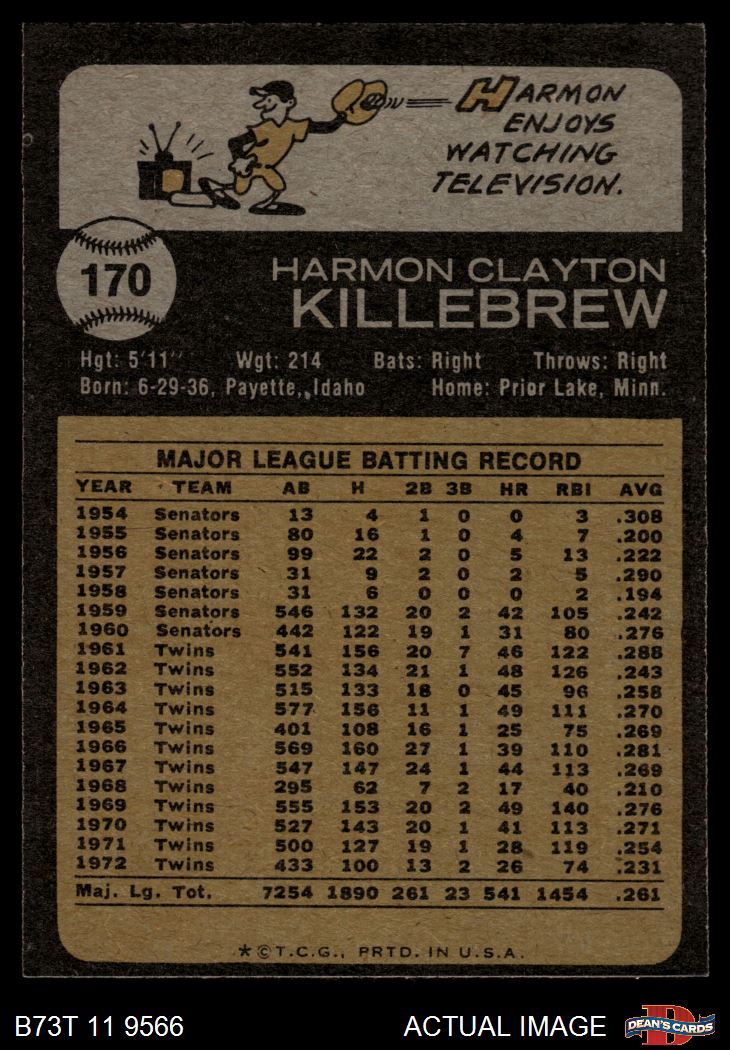 HARMON
ENJOYS
WATCHING
TELEVISION.
170
HARMON CLAYTON
KILLEBREW
Hgt: 5'11" Wgt: 214 Bats: Right Throws: Right
Born: 6-29-36, Payette, Idaho Home: Prior Lake, Minn.
MAJOR LEAGUE BATTING RECORD
YEAR TEAM AB H 2B 3B HR RBI AVG
1954 Senators 13 4 1 0 0 3 .308
1955 Senators 80 16 1 0 4 7 .200
1956 Senators 99 22 2 0 5 13 .222
1957 Senators 31 9 2 0 2 5 .290
1958 Senators 31 6 0 0 0 2 .194
1959 Senators 546 132 20 2 42 105 .242
1960 Senators 442 122 19 1 31 80 .276
1961 Twins 541 156 20 7 46 122 .288
1962 Twins 552 134 21 1 48 126 .243
1963 Twins 515 133 18 0 45 96 .258
1964 Twins 577 156 11 1 49 111 .270
1965 Twins 401 108 16 1 25 75 .269
1966 Twins 569 160 27 1 39 110 .281
1967 Twins 547 147 24 1 44 113 .269
1968 Twins 295 62 7 2 17 40 .210
1969 Twins 555 153 20 2 49 140 .276
1970 Twins 527 143 20 1 41 113 .271
1971 Twins 500 127 19 1 28 119 .254
1972 Twins 433 100 13 2 26 74 .231
Maj. Lg. Tot. 7254 1890 261 23 541 1454 .261
*©T.C.G., PRTD. IN U.S.A.
B73T 11 9566 ACTUAL IMAGE D DEAN'S CARDS